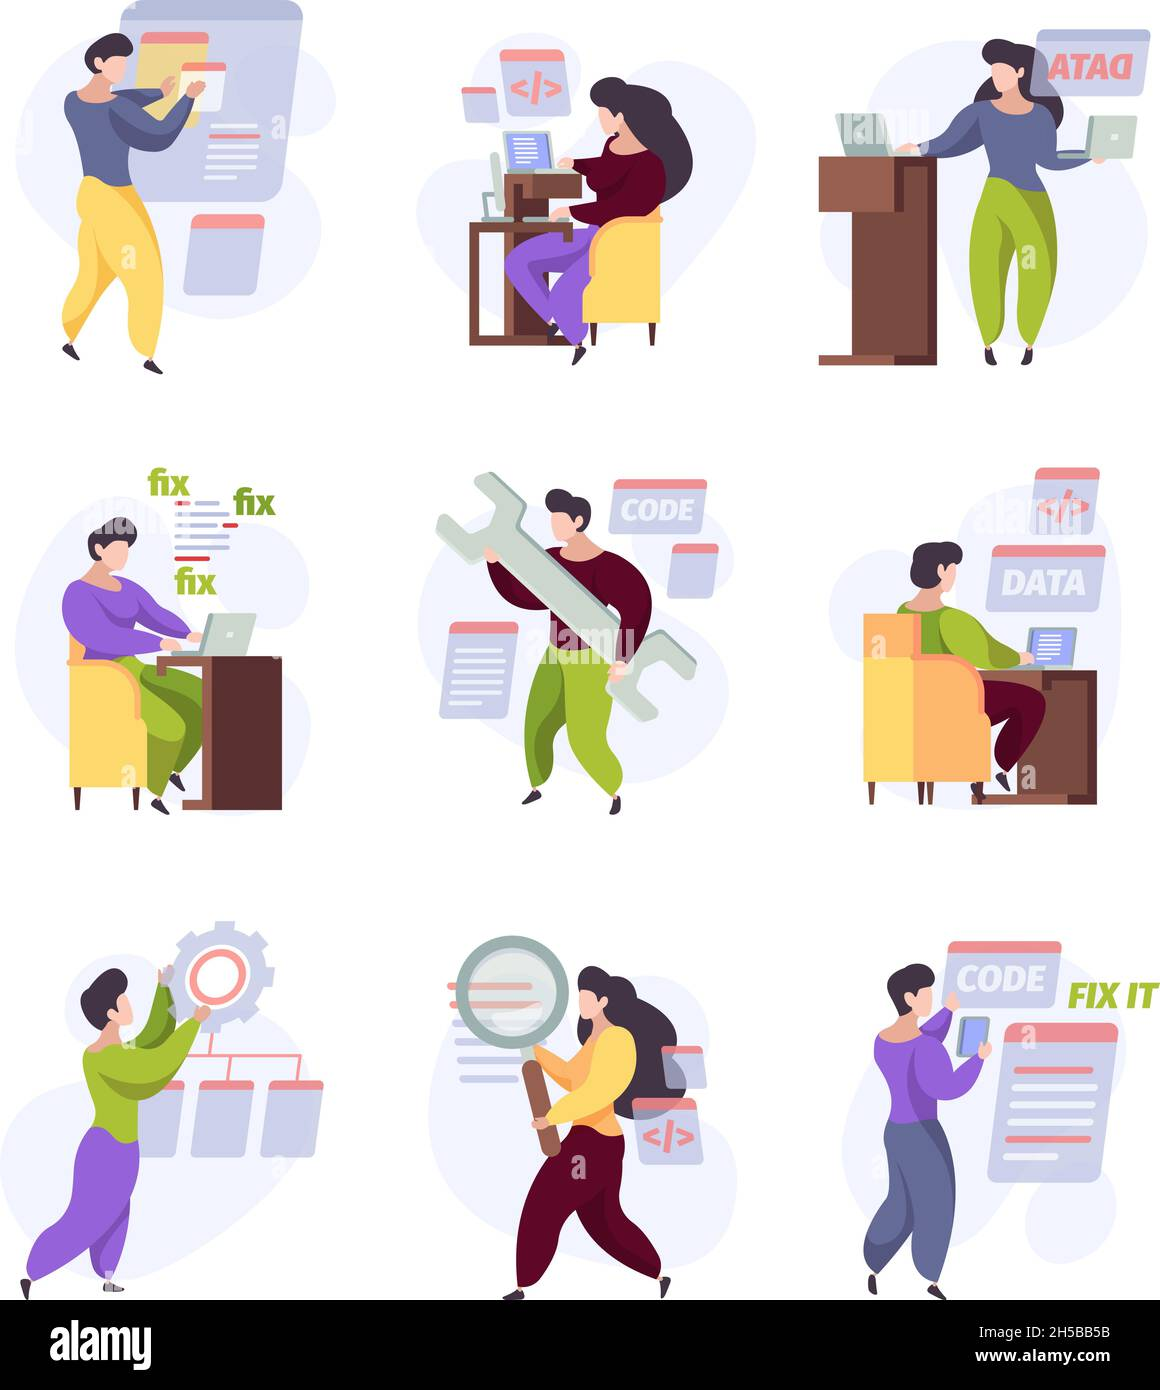 </>
ATAD
fix
fix
fix
CODE
</>
DATA
</>
CODE
FIX IT
alamy
Image ID: 2H5BB5B
www.alamy.com